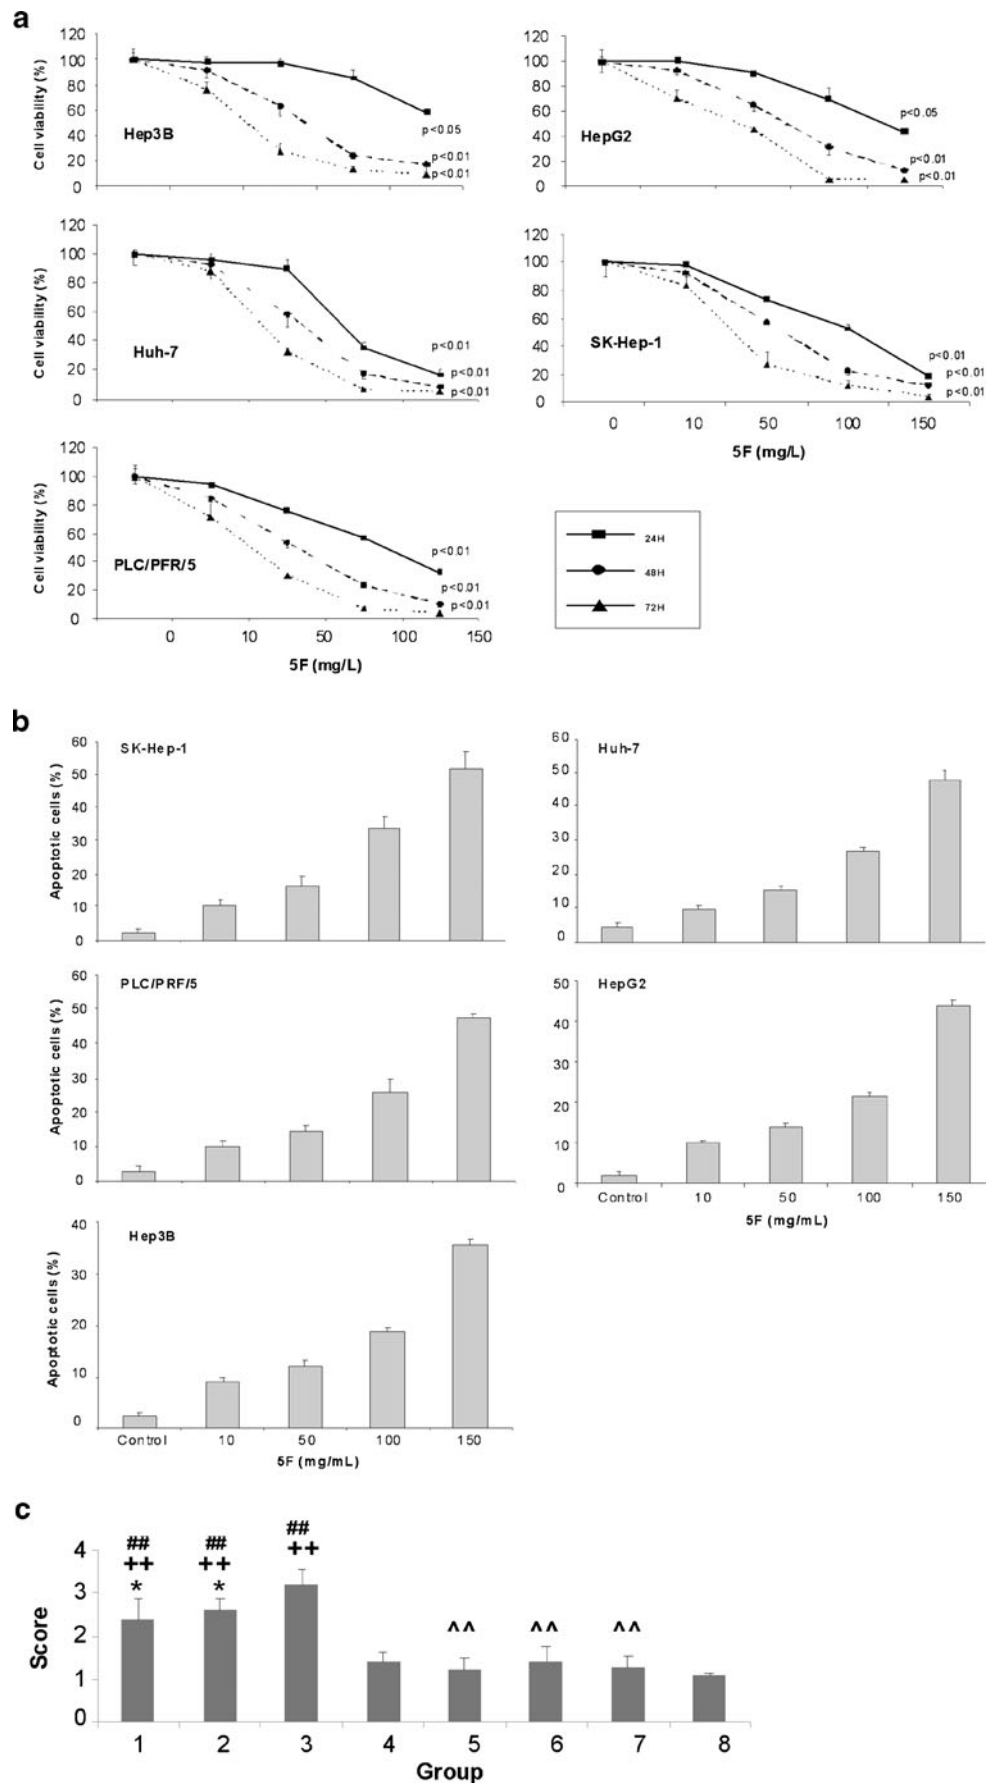 a
120
100
80
60
40
20
0
Cell viability (%)
Hep3B
p<0.05
p<0.01
p<0.01
120
100
80
60
40
20
0
HepG2
p<0.05
p<0.01
p<0.01
120
100
80
60
40
20
0
Cell viability (%)
Huh-7
p<0.01
p<0.01
p<0.01
120
100
80
60
40
20
0
SK-Hep-1
p<0.01
p<0.01
p<0.01
0 10 50 100 150
5F (mg/L)
120
100
80
60
40
20
0
Cell viability (%)
PLC/PFR/5
p<0.01
p<0.01
p<0.01
0 10 50 100 150
5F (mg/L)
24H
48H
72H
b
60
50
40
30
20
10
0
Apoptotic cells (%)
SK-Hep-1
60
50
40
30
20
10
0
Huh-7
60
50
40
30
20
10
0
Apoptotic cells (%)
PLC/PRF/5
50
40
30
20
10
0
HepG2
Control 10 50 100 150
5F (mg/mL)
40
30
20
10
0
Apoptotic cells (%)
Hep3B
Control 10 50 100 150
5F (mg/mL)
c
4
3
2
1
0
Score
## ## ##
++ ++ ++
* *
^^ ^^ ^^
1 2 3 4 5 6 7 8
Group